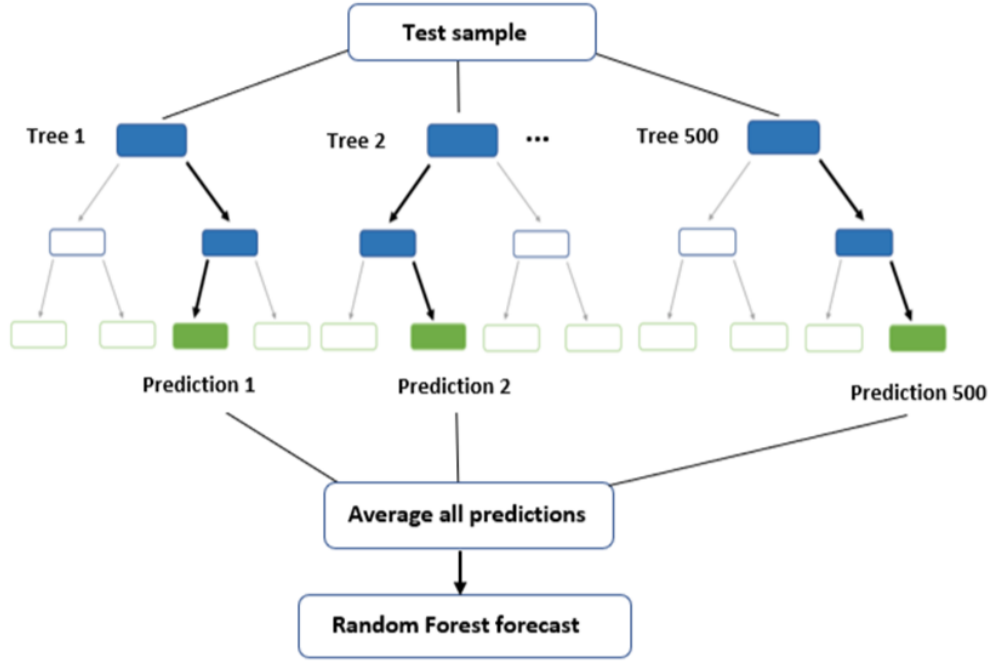 Test sample
Tree 1
Tree 2
...
Tree 500
Prediction 1
Prediction 2
Prediction 500
Average all predictions
Random Forest forecast